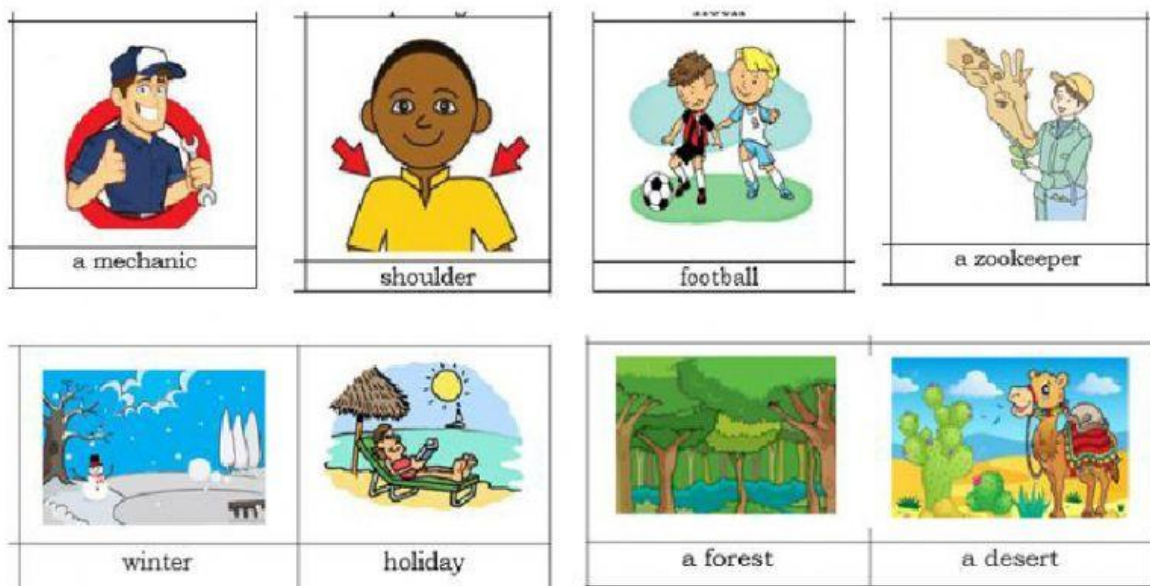 a mechanic
shoulder
football
a zookeeper
winter
holiday
a forest
a desert